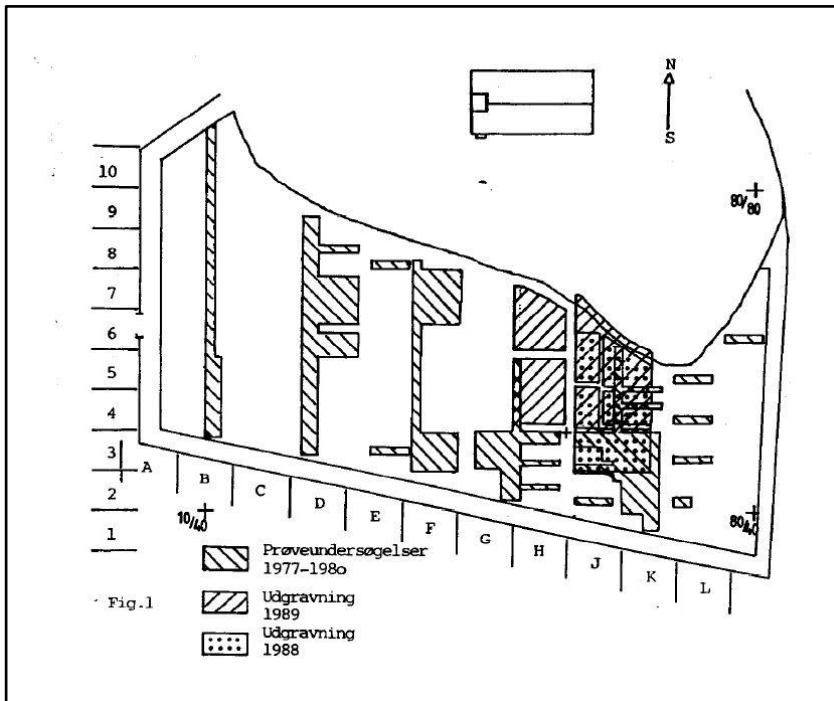 N
S
10
9
8
7
6
5
4
3
2
1
A
B
C
D
E
F
G
H
J
K
L
80/80
10/40
80/40
Prøveundersøgelser
1977-198o
Udgravning
1989
Udgravning
1988
Fig.1